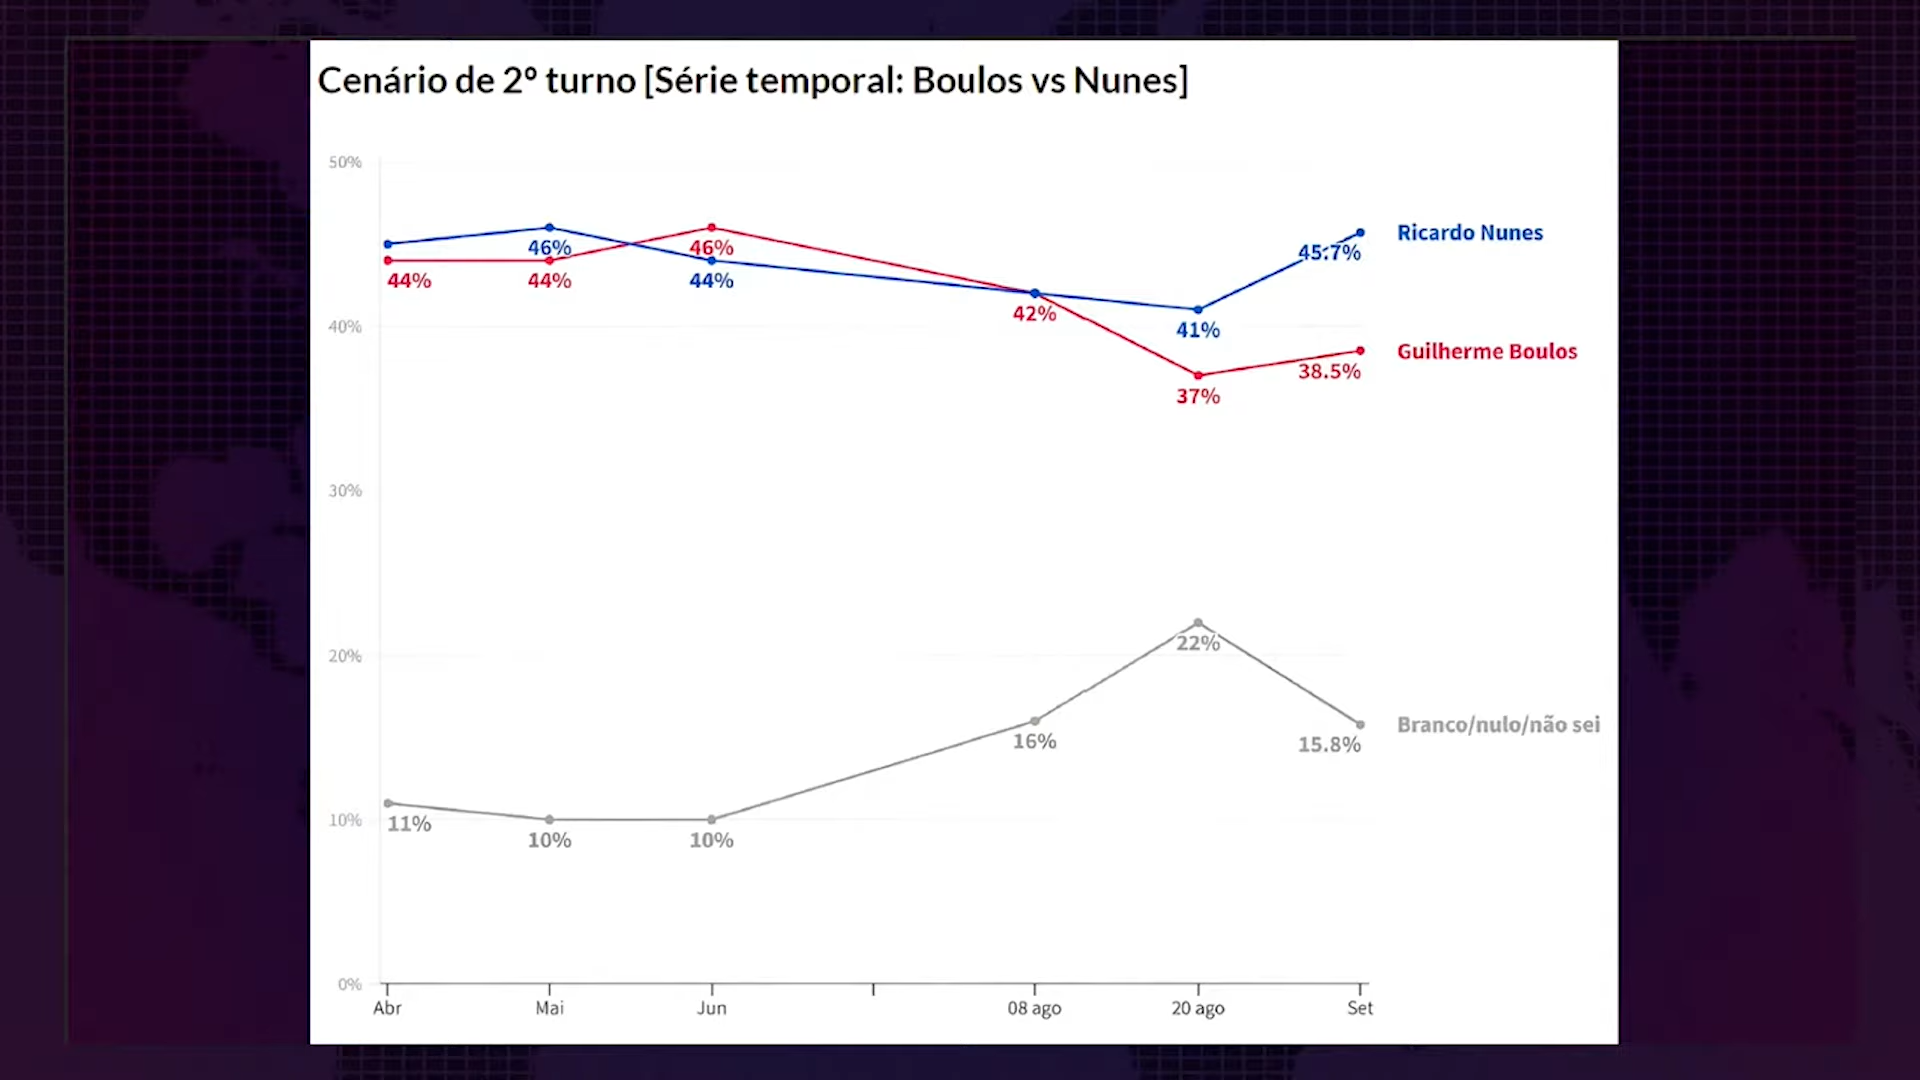 Cenário de 2º turno [Série temporal: Boulos vs Nunes]
50%
46%
46%
45.7%
Ricardo Nunes
44%
44%
44%
42%
40%
41%
Guilherme Boulos
38.5%
37%
30%
22%
20%
16%
Branco/nulo/não sei
15.8%
10%
11%
10%
10%
0%
Abr
Mai
Jun
08 ago
20 ago
Set